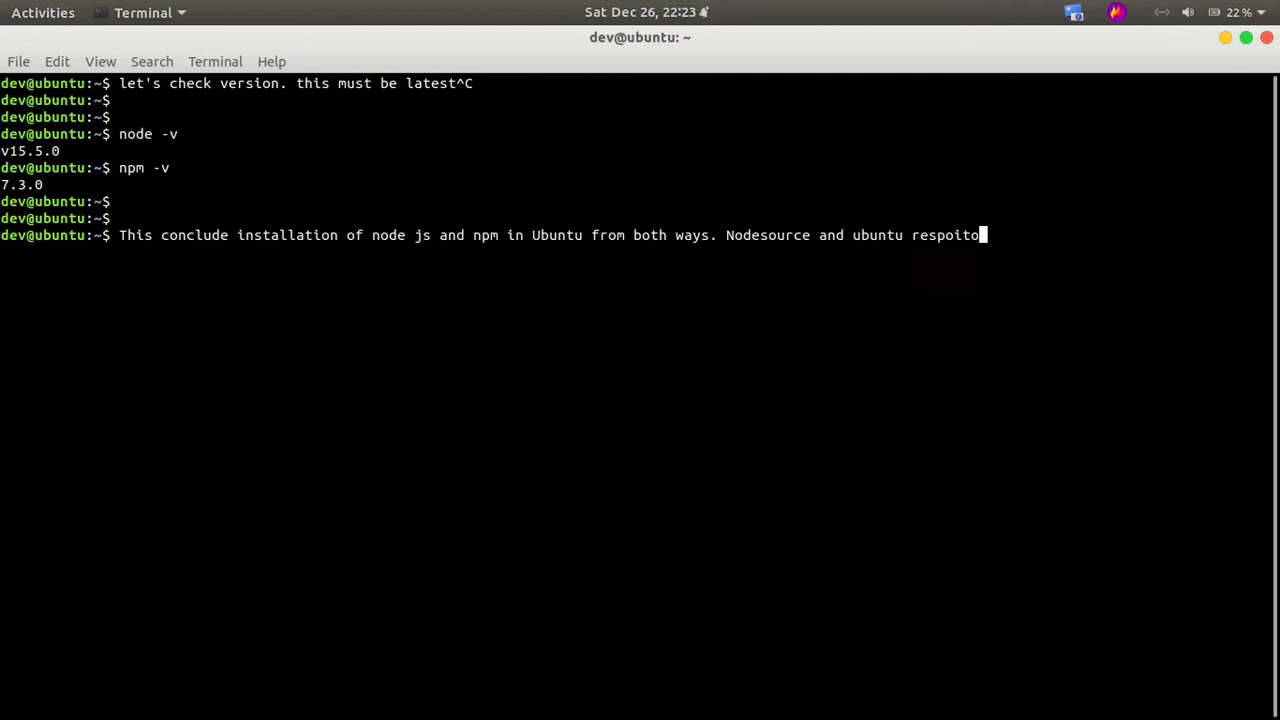 Activities Terminal Sat Dec 26, 22:23 22 %
dev@ubuntu: ~
File Edit View Search Terminal Help
dev@ubuntu:~$ let's check version. this must be latest^C
dev@ubuntu:~$
dev@ubuntu:~$
dev@ubuntu:~$ node -v
v15.5.0
dev@ubuntu:~$ npm -v
7.3.0
dev@ubuntu:~$
dev@ubuntu:~$
dev@ubuntu:~$ This conclude installation of node js and npm in Ubuntu from both ways. Nodesource and ubuntu respoito